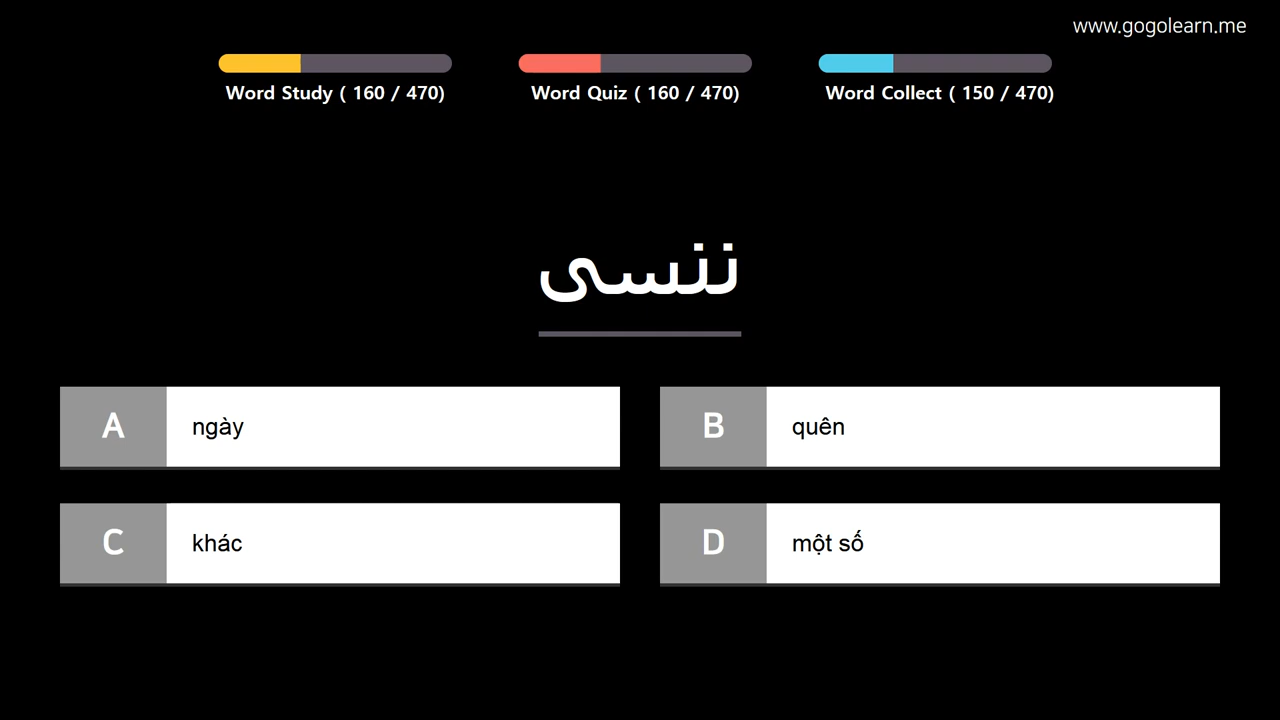 www.gogolearn.me
Word Study ( 160 / 470)
Word Quiz ( 160 / 470)
Word Collect ( 150 / 470)
ننسى
A ngày
B quên
C khác
D một số